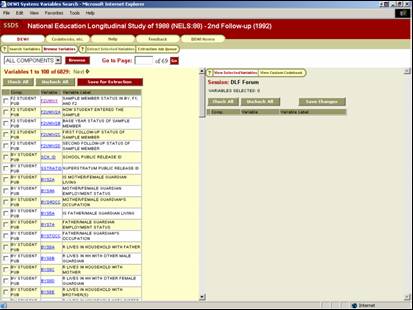 DEWI Systems Variables Search - Microsoft Internet Explorer
File Edit View Favorites Tools Help
SSDS National Education Longitudinal Study of 1988 (NELS:88) - 2nd Follow-up (1992)
DEWI Codebooks, etc. Help Feedback DEWI Home
? Search Variables Browse Variables ? Extract Selected Variables Extraction Job Queue
ALL COMPONENTS Browse Go to Page: of 69 Go
Variables 1 to 100 of 6829: Next
Check All Uncheck All Save for Extraction
Comp. Variable Variable Label
F2 STUDENT PUB F2UNIV1 SAMPLE MEMBER STATUS IN BY, F1, AND F2
F2 STUDENT PUB HOW STUDENT ENTERED THE SAMPLE
F2 STUDENT PUB F2UNIV2B BASE YEAR STATUS OF SAMPLE MEMBER
F2 STUDENT PUB F2UNIV2C FIRST FOLLOW-UP STATUS OF SAMPLE MEMBER
F2 STUDENT PUB F2UNIV2D SECOND FOLLOW-UP STATUS OF SAMPLE MEMBER
BY STUDENT PUB SCH_ID SCHOOL PUBLIC RELEASE ID
BY STUDENT PUB SSTRATID SUPERSTRATUM PUBLIC RELEASE ID
BY STUDENT PUB BYS2A IS MOTHER/FEMALE GUARDIAN LIVING
BY STUDENT PUB BYS4A MOTHER/FEMALE GUARDIAN EMPLOYMENT STATUS
BY STUDENT PUB BYS4OCC MOTHER/FEMALE GUARDIAN'S OCCUPATION
BY STUDENT PUB BYS5A IS FATHER/MALE GUARDIAN LIVING
BY STUDENT PUB BYS7A FATHER/MALE GUARDIAN'S EMPLOYMENT STATUS
BY STUDENT PUB BYS7OCC FATHER/MALE GUARDIAN'S OCCUPATION
BY STUDENT PUB BYS8A R LIVES IN HOUSEHOLD WITH FATHER
BY STUDENT PUB BYS8B R LIVES IN HH WITH OTHER MALE GUARDIAN
BY STUDENT PUB BYS8C R LIVES IN HOUSEHOLD WITH MOTHER
BY STUDENT PUB BYS8D R LIVES IN HH WITH OTHER FEMALE GUARDIAN
BY STUDENT PUB BYS8E R LIVES IN HOUSEHOLD WITH BROTHER(S)
? View Selected Variables View Custom Codebook
Session: DLF Forum
VARIABLES SELECTED: 0
Check All Uncheck All Save Changes
Comp. Variable Variable Label
Internet